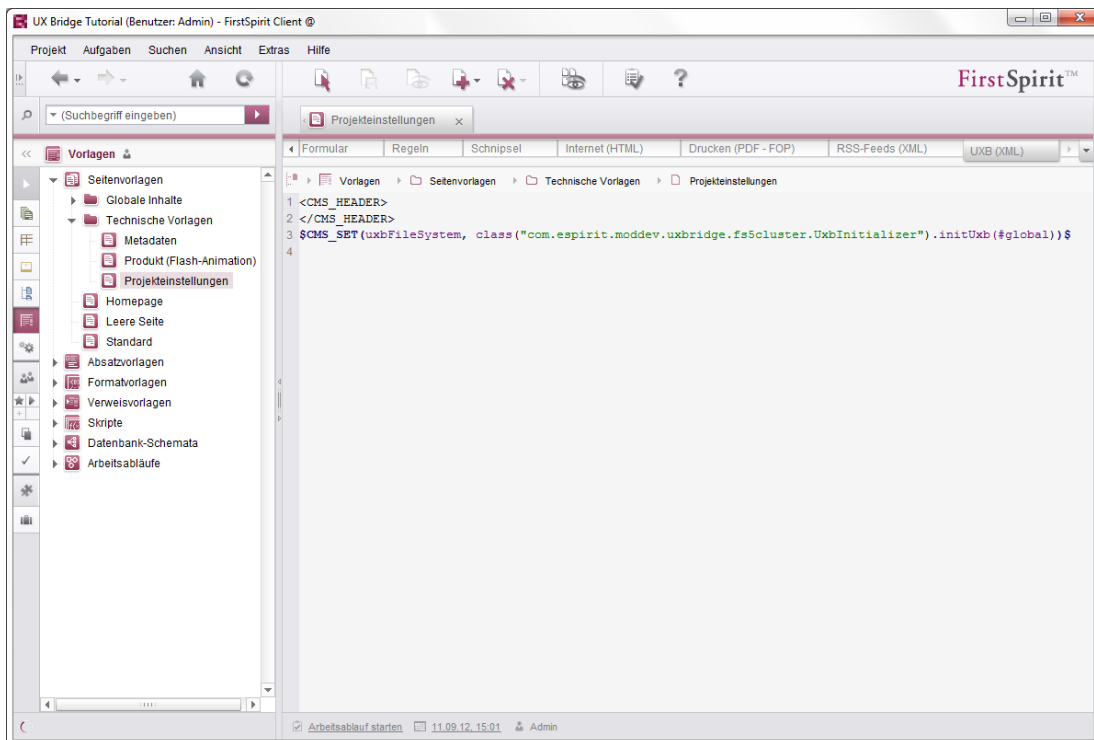 UX Bridge Tutorial (Benutzer: Admin) - FirstSpirit Client @
Projekt Aufgaben Suchen Ansicht Extras Hilfe
FirstSpirit™
(Suchbegriff eingeben)
Projekteinstellungen x
Vorlagen
Formular Regeln Schnipsel Internet (HTML) Drucken (PDF - FOP) RSS-Feeds (XML) UXB (XML)
Vorlagen Seitenvorlagen Technische Vorlagen Projekteinstellungen
Seitenvorlagen
Globale Inhalte
Technische Vorlagen
Metadaten
Produkt (Flash-Animation)
Projekteinstellungen
Homepage
Leere Seite
Standard
Absatzvorlagen
Formatvorlagen
Verweisvorlagen
Skripte
Datenbank-Schemata
Arbeitsabläufe
1 <CMS_HEADER>
2 </CMS_HEADER>
3 $CMS_SET(uxbFileSystem, class("com.espirit.moddev.uxbridge.fs5cluster.UxbInitializer").initUxb(#global))$
4
Arbeitsablauf starten 11.09.12, 15:01 Admin